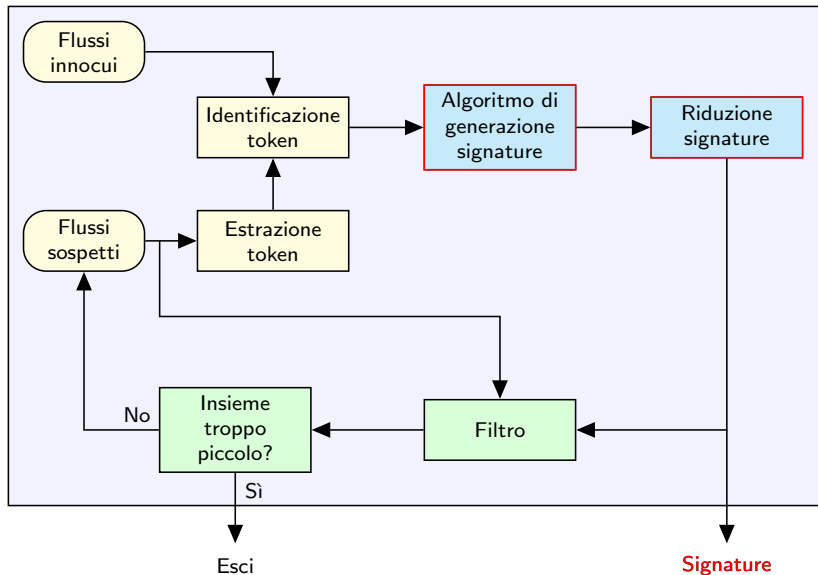 Flussi
innocui
Identificazione
token
Algoritmo di
generazione
signature
Riduzione
signature
Flussi
sospetti
Estrazione
token
No
Insieme
troppo
piccolo?
Filtro
Sì
Esci
Signature